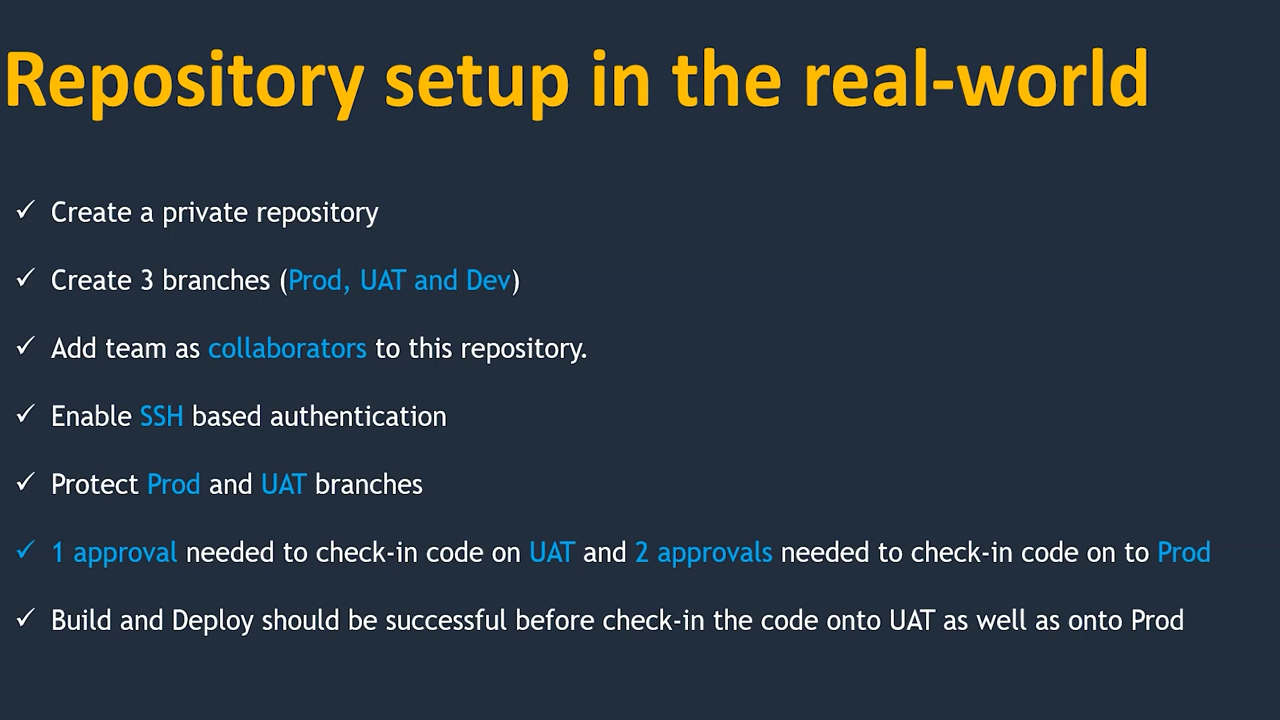 Repository setup in the real-world
✓ Create a private repository
✓ Create 3 branches (Prod, UAT and Dev)
✓ Add team as collaborators to this repository.
✓ Enable SSH based authentication
✓ Protect Prod and UAT branches
✓ 1 approval needed to check-in code on UAT and 2 approvals needed to check-in code on to Prod
✓ Build and Deploy should be successful before check-in the code onto UAT as well as onto Prod